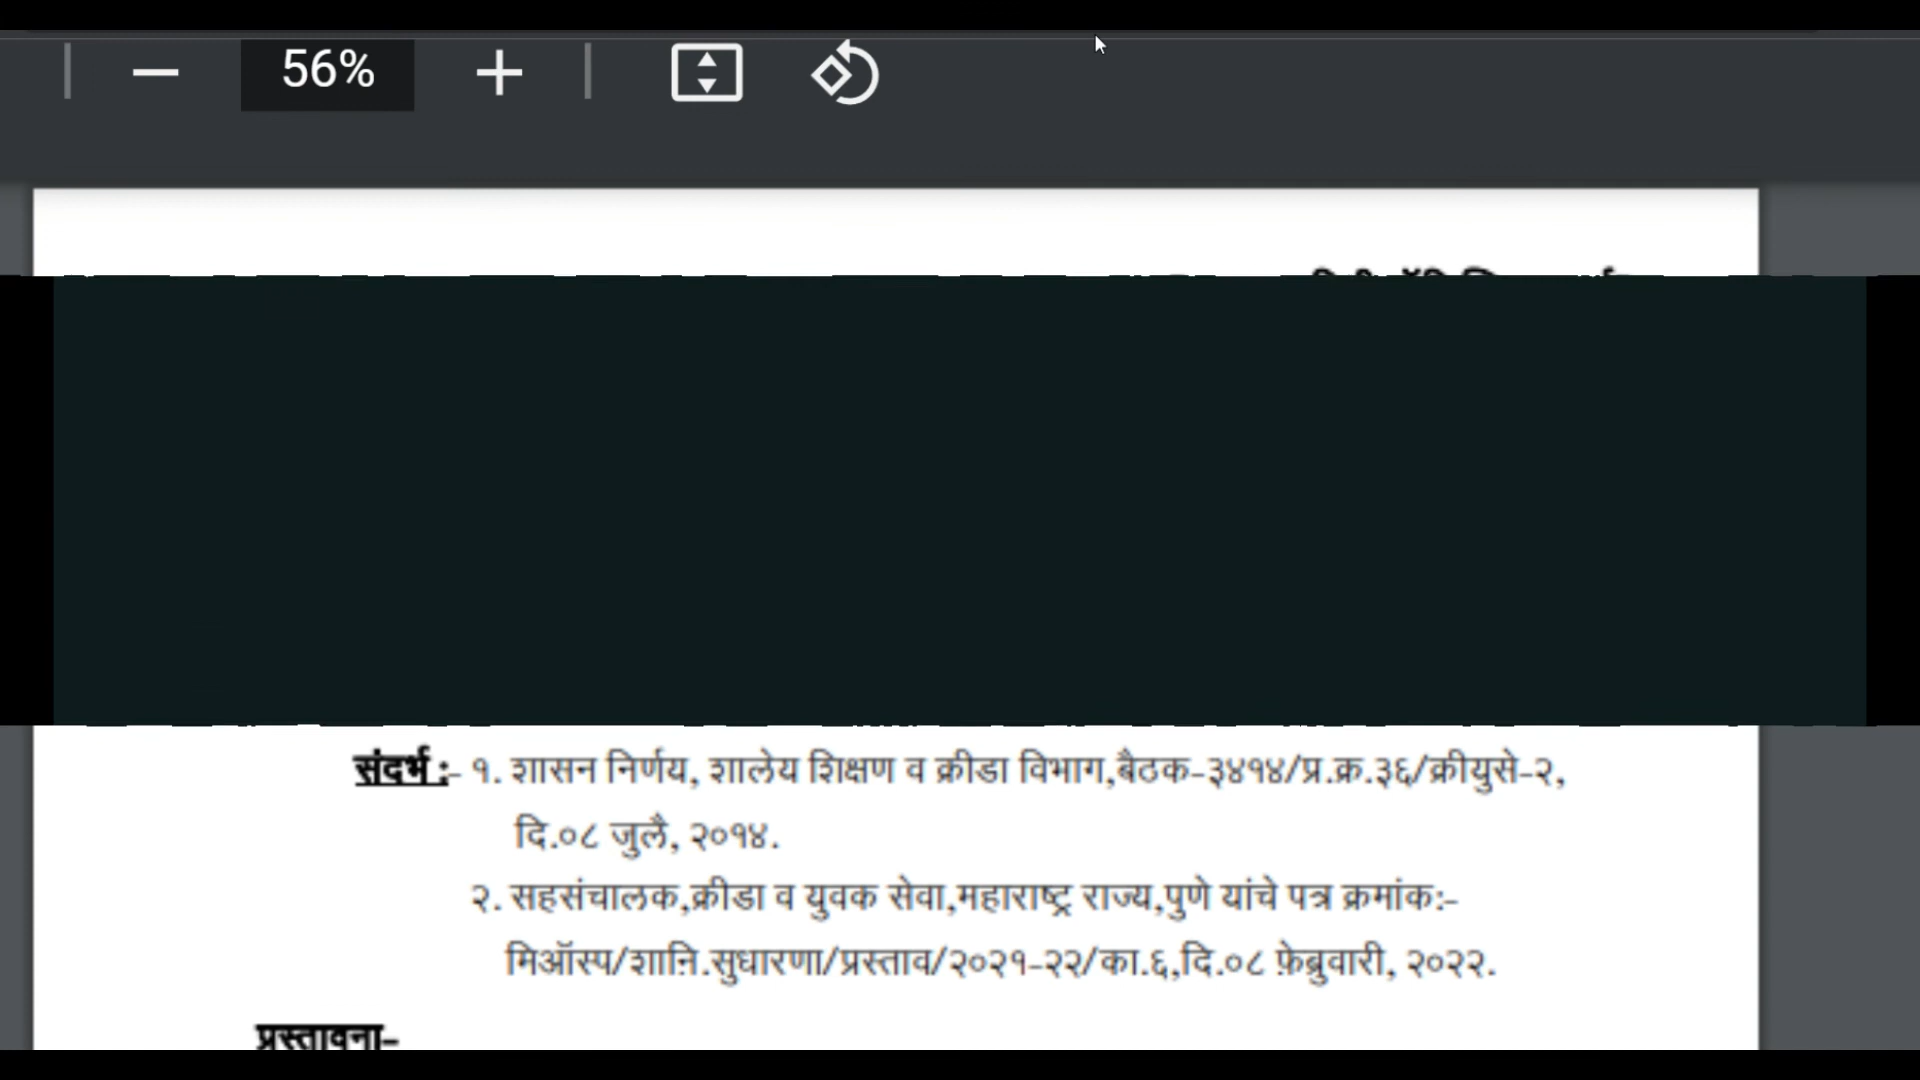 56%
संदर्भ :- १. शासन निर्णय, शालेय शिक्षण व क्रीडा विभाग,बैठक-३४१४/प्र.क्र.३६/क्रीयुसे-२,
दि.०८ जुलै, २०१४.
२. सहसंचालक,क्रीडा व युवक सेवा,महाराष्ट्र राज्य,पुणे यांचे पत्र क्रमांक:-
मिऑस्प/शानि.सुधारणा/प्रस्ताव/२०२१-२२/का.६,दि.०८ फ़ेब्रुवारी, २०२२.
प्रस्तावना-